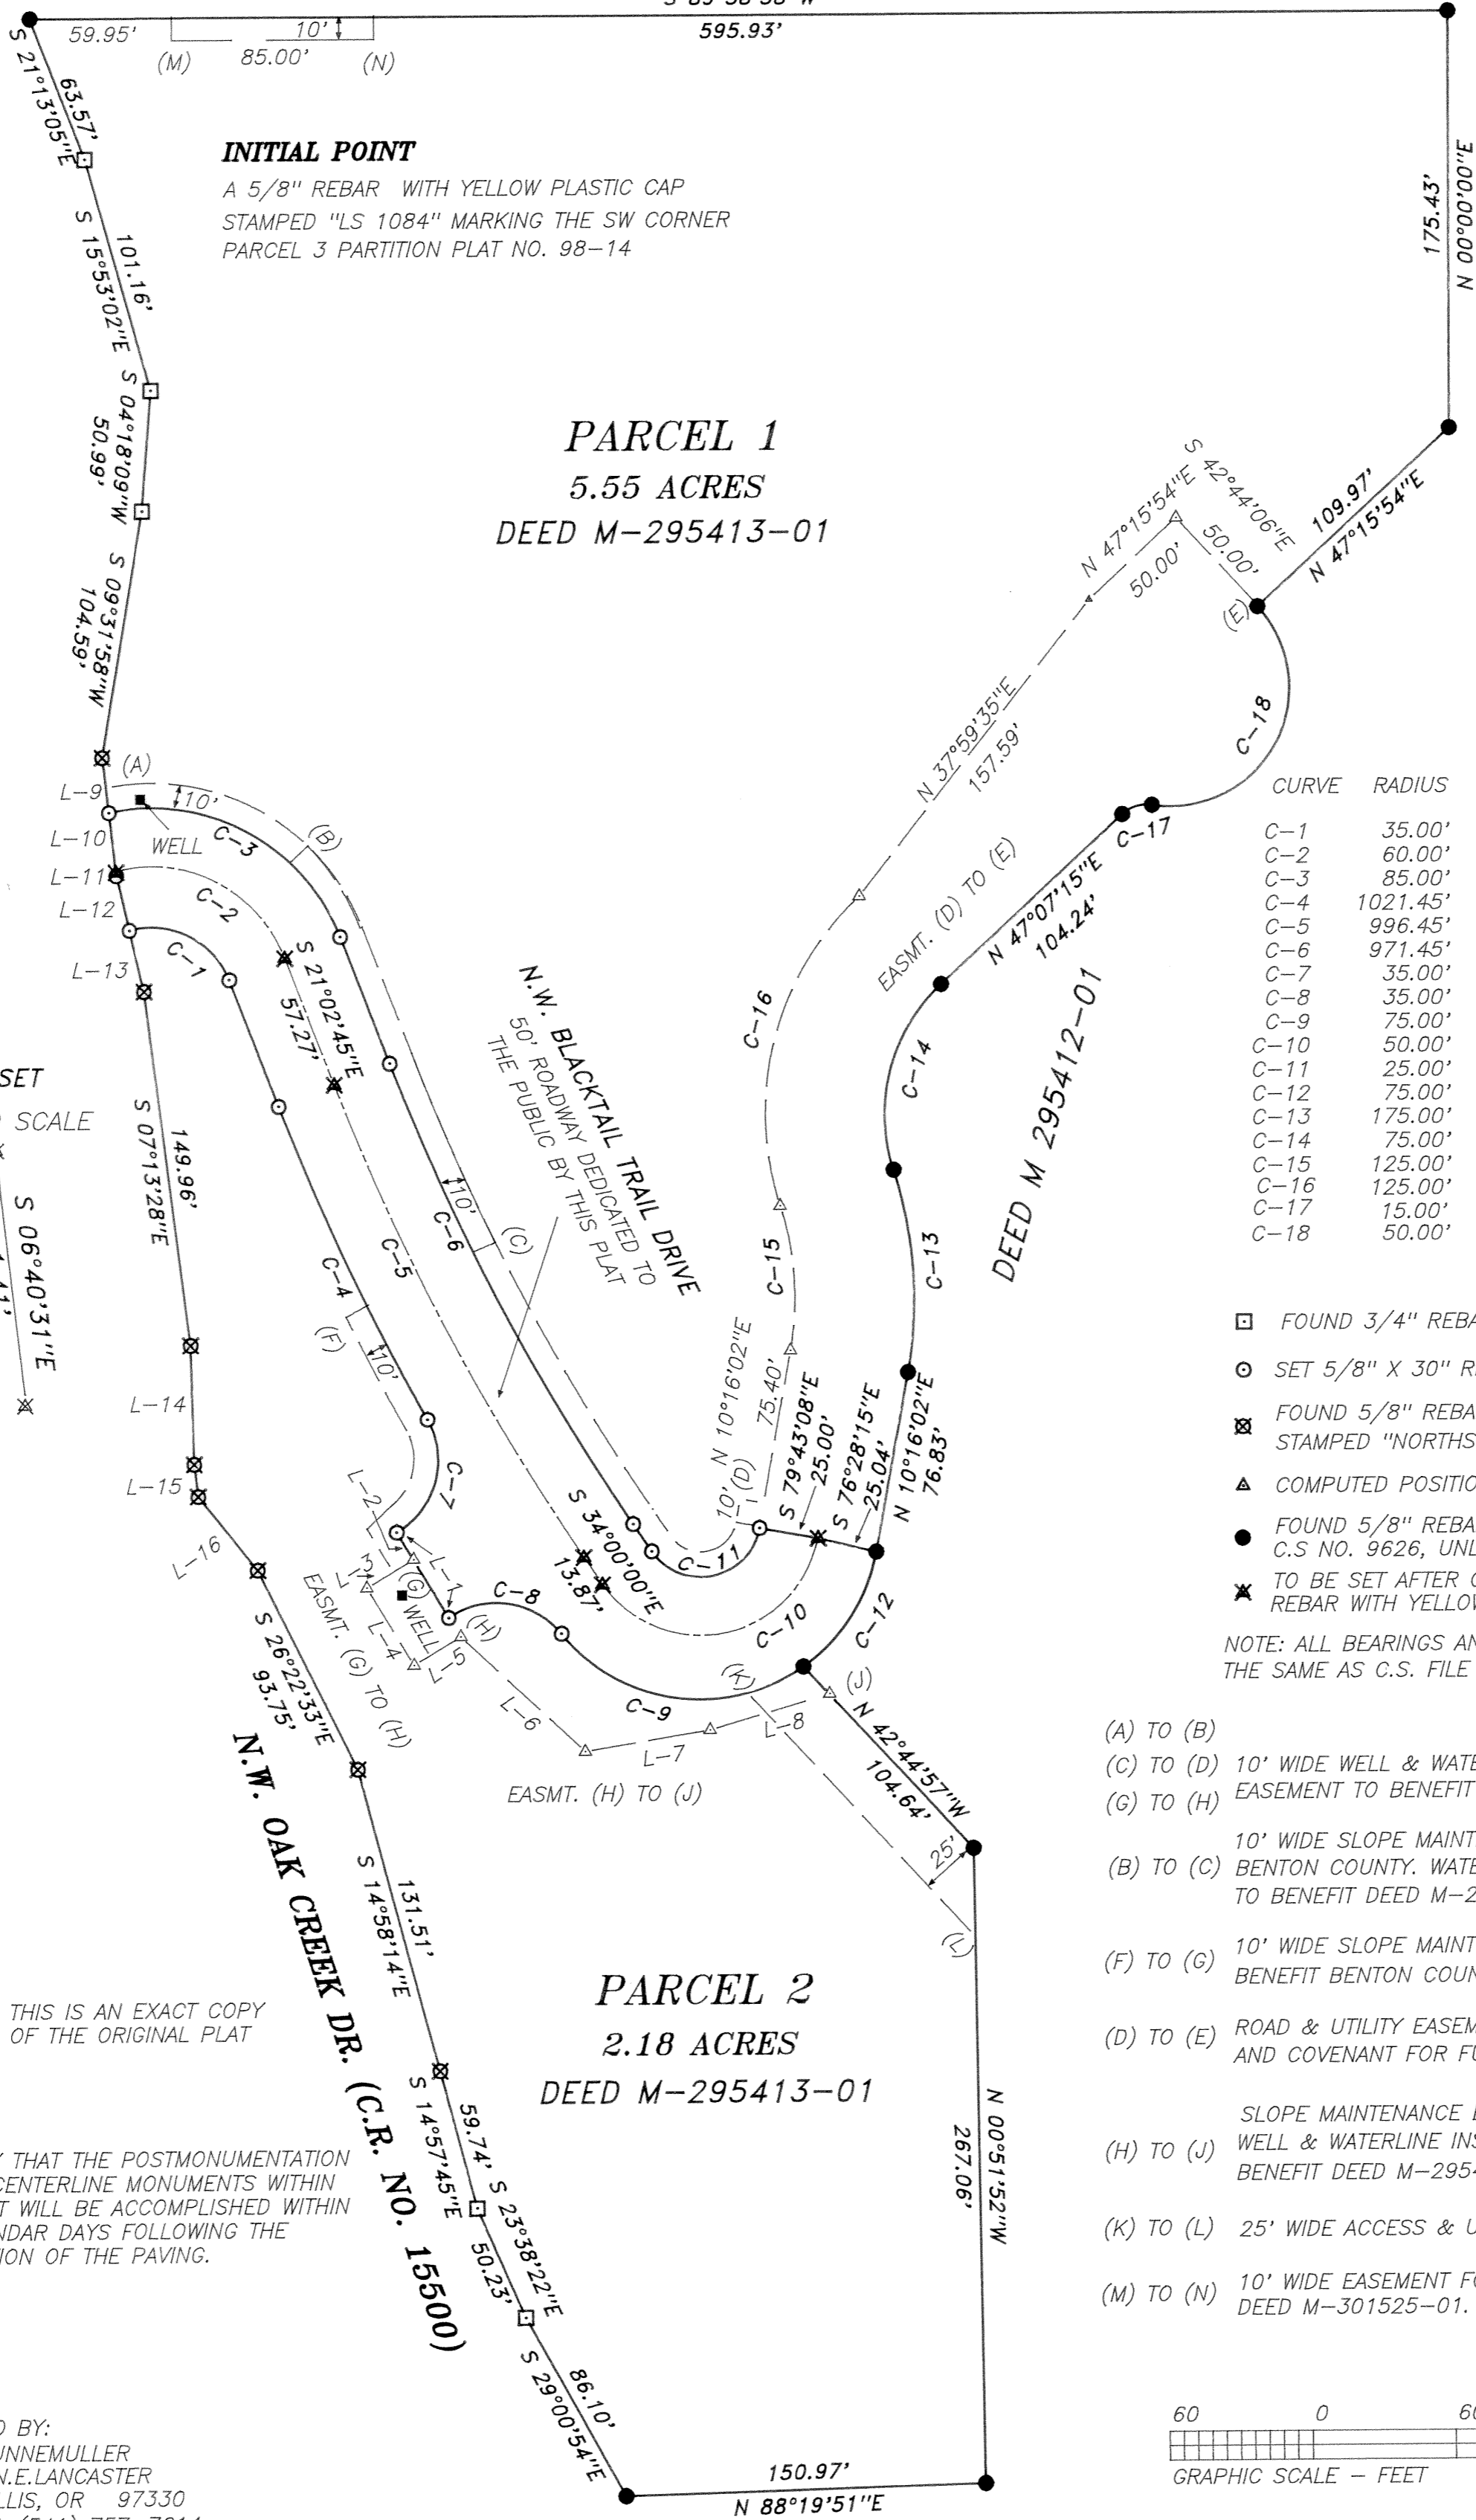 595.93'
59.95'
10'
(M)
85.00'
(N)
S 21°13'05"E
63.57'
INITIAL POINT
A 5/8" REBAR WITH YELLOW PLASTIC CAP
STAMPED "LS 1084" MARKING THE SW CORNER
PARCEL 3 PARTITION PLAT NO. 98-14
175.43'
N 00°00'00"E
101.16'
S 15°53'02"E
S 04°18'09"W
50.99'
PARCEL 1
5.55 ACRES
DEED M-295413-01
S 42°44'06"E
50.00'
N 47°15'54"E
50.00'
109.97'
N 47°15'54"E
(E)
S 09°31'58"W
104.59'
N 37°59'35"E
157.59'
C-18
(A)
L-9
10'
L-10
WELL
C-3
(B)
L-11
C-2
L-12
C-1
L-13
C-17
N 47°07'15"E
104.24'
EASMT. (D) TO (E)
CURVE RADIUS
C-1 35.00'
C-2 60.00'
C-3 85.00'
C-4 1021.45'
C-5 996.45'
C-6 971.45'
C-7 35.00'
C-8 35.00'
C-9 75.00'
C-10 50.00'
C-11 25.00'
C-12 75.00'
C-13 175.00'
C-14 75.00'
C-15 125.00'
C-16 125.00'
C-17 15.00'
C-18 50.00'
S 21°02'45"E
57.27'
N.W. BLACKTAIL TRAIL DRIVE
50' ROADWAY DEDICATED TO
THE PUBLIC BY THIS PLAT
C-16
C-14
DEED M 295412-01
SET
SCALE
S 06°40'31"E
149.96'
S 07°13'28"E
10'
C-6
(C)
C-5
C-4
(F)
10'
C-15
C-13
L-14
L-15
L-16
C-7
L-2
L-3
L-1
(G)
WELL
L-4
L-5
(H)
EASMT. (G) TO (H)
C-8
S 34°00'00"E
13.87'
C-11
10'
(D)
N 10°16'02"E
75.40'
S 79°43'08"E
25.00'
S 76°28'15"E
25.04'
N 10°16'02"E
76.83'
C-10
C-12
C-9
(K)
(J)
L-6
L-7
L-8
EASMT. (H) TO (J)
N 42°44'57"W
104.64'
25'
(L)
FOUND 3/4" REBA
SET 5/8" X 30" R
FOUND 5/8" REBA
STAMPED "NORTHS
COMPUTED POSITIO
FOUND 5/8" REBA
C.S NO. 9626, UNL
TO BE SET AFTER
REBAR WITH YELLOW
NOTE: ALL BEARINGS AN
THE SAME AS C.S. FILE
(A) TO (B)
(C) TO (D) 10' WIDE WELL & WATE
(G) TO (H) EASEMENT TO BENEFIT
10' WIDE SLOPE MAINT
(B) TO (C) BENTON COUNTY. WATE
TO BENEFIT DEED M-2
(F) TO (G) 10' WIDE SLOPE MAINT
BENEFIT BENTON COUN
(D) TO (E) ROAD & UTILITY EASEM
AND COVENANT FOR FU
SLOPE MAINTENANCE
(H) TO (J) WELL & WATERLINE INS
BENEFIT DEED M-2954
(K) TO (L) 25' WIDE ACCESS & U
(M) TO (N) 10' WIDE EASEMENT FO
DEED M-301525-01.
S 26°22'33"E
93.75'
N.W. OAK CREEK DR. (C.R. NO. 15500)
131.51'
S 14°58'14"E
PARCEL 2
2.18 ACRES
DEED M-295413-01
THIS IS AN EXACT COPY
OF THE ORIGINAL PLAT
59.74'
S 14°57'45"E
THAT THE POSTMONUMENTATION
CENTERLINE MONUMENTS WITHIN
T WILL BE ACCOMPLISHED WITHIN
NDAR DAYS FOLLOWING THE
ION OF THE PAVING.
S 23°38'22"E
50.23'
N 00°51'52"W
267.06'
86.10'
S 29°00'54"E
150.97'
N 88°19'51"E
BY:
UNNEMULLER
N.E.LANCASTER
LLIS, OR 97330
60 0 60
GRAPHIC SCALE - FEET